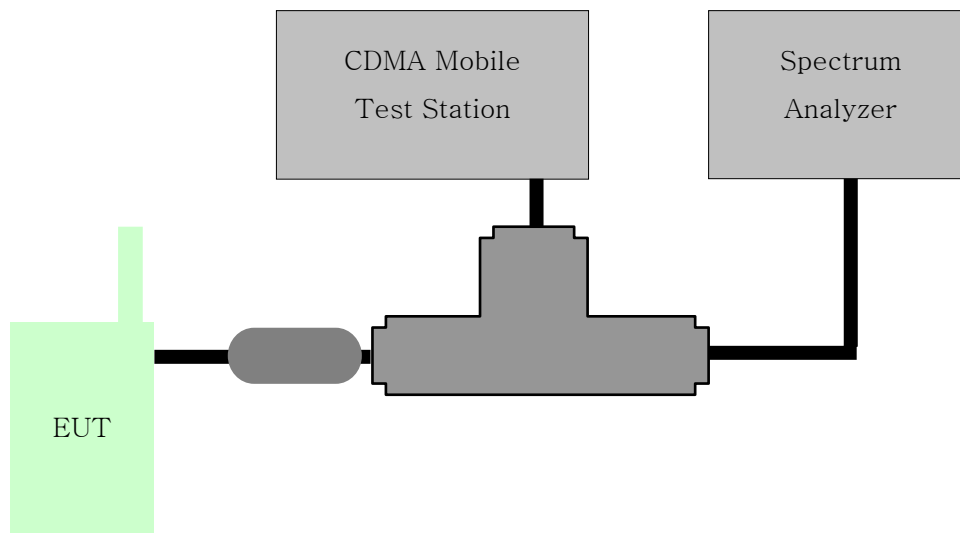 CDMA Mobile
Test Station
Spectrum
Analyzer
EUT